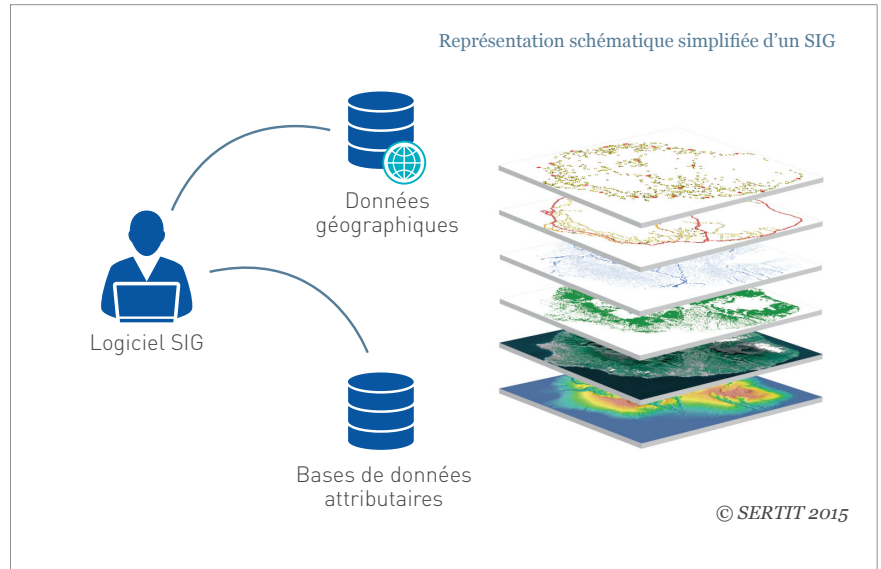 Représentation schématique simplifiée d’un SIG
Données
géographiques
Logiciel SIG
Bases de données
attributaires
© SERTIT 2015